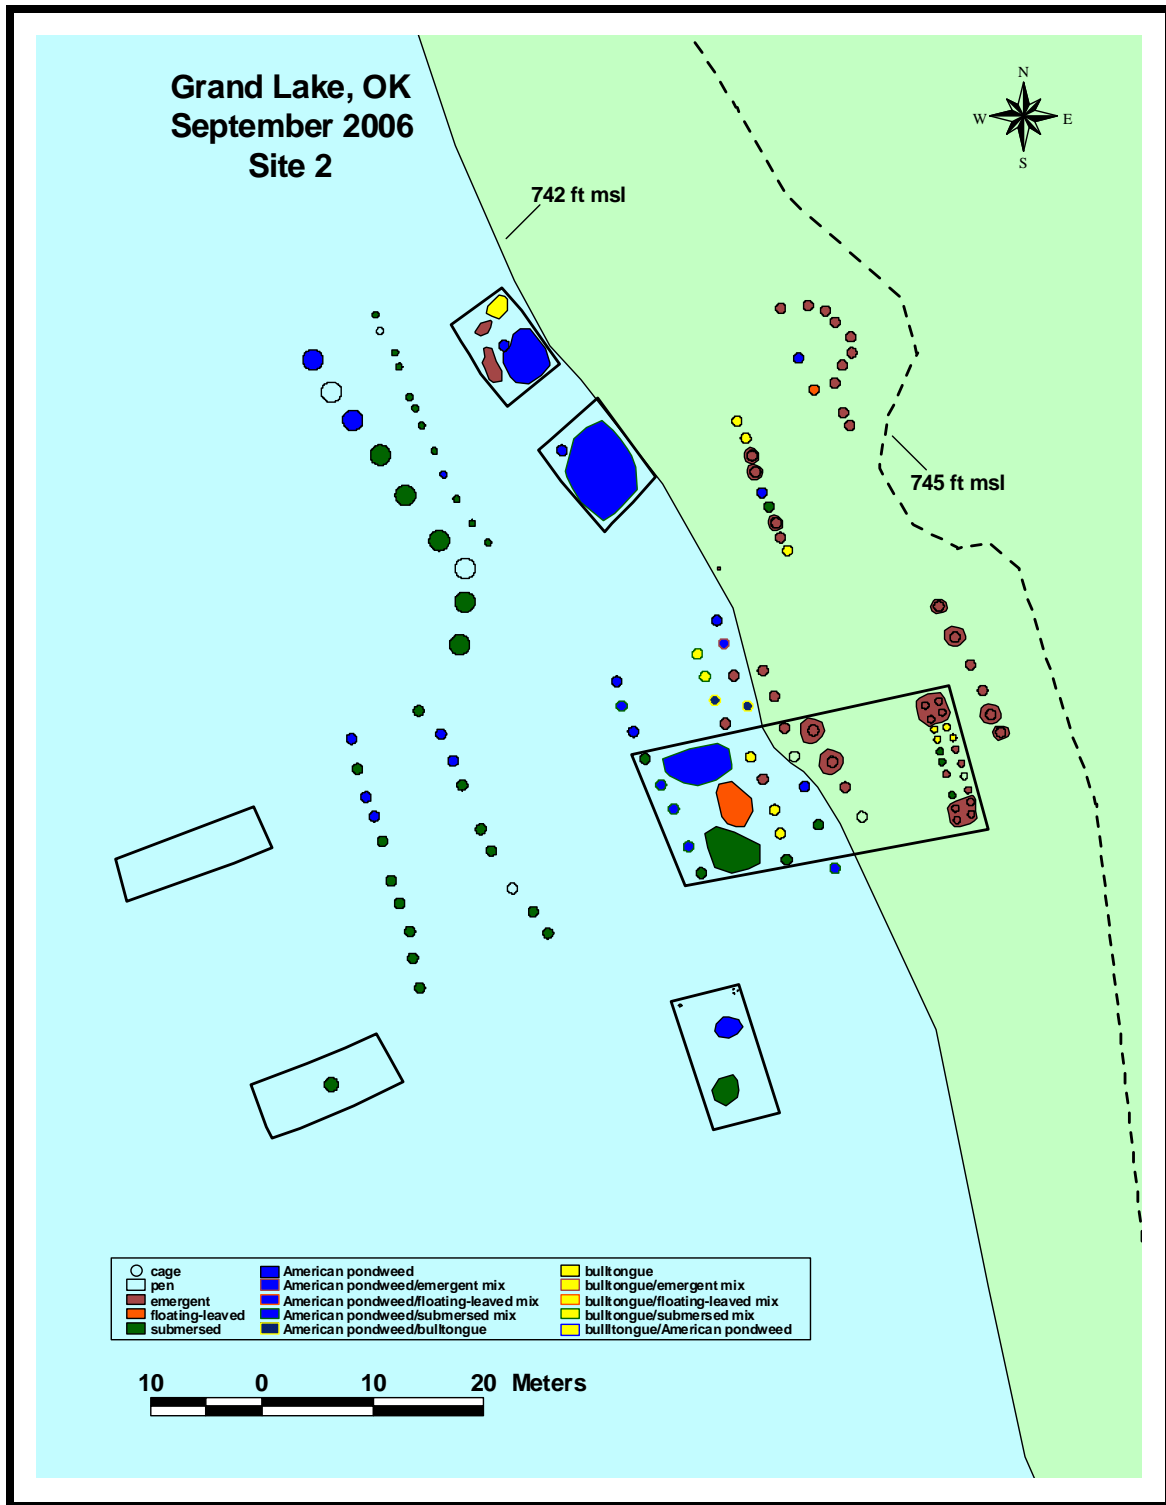 Grand Lake, OK
September 2006
Site 2
N
W E
S
742 ft msl
745 ft msl
cage
pen
emergent
floating-leaved
submersed
American pondweed
American pondweed/emergent mix
American pondweed/floating-leaved mix
American pondweed/submersed mix
American pondweed/bulltongue
bulltongue
bulltongue/emergent mix
bulltongue/floating-leaved mix
bulltongue/submersed mix
bulltongue/American pondweed
10 0 10 20 Meters